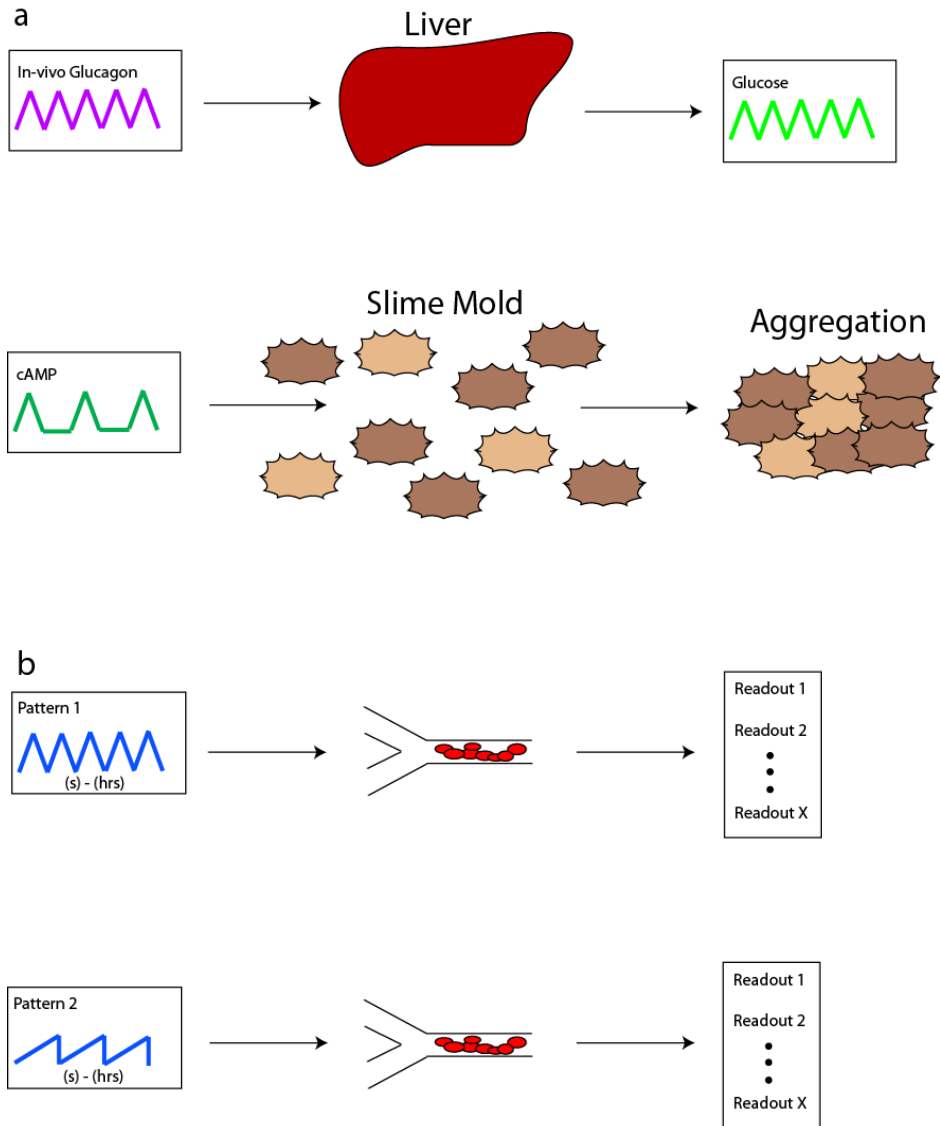 a
Liver
In-vivo Glucagon
Glucose
Slime Mold
Aggregation
cAMP
b
Pattern 1
(s) - (hrs)
Readout 1
Readout 2
Readout X
Pattern 2
(s) - (hrs)
Readout 1
Readout 2
Readout X